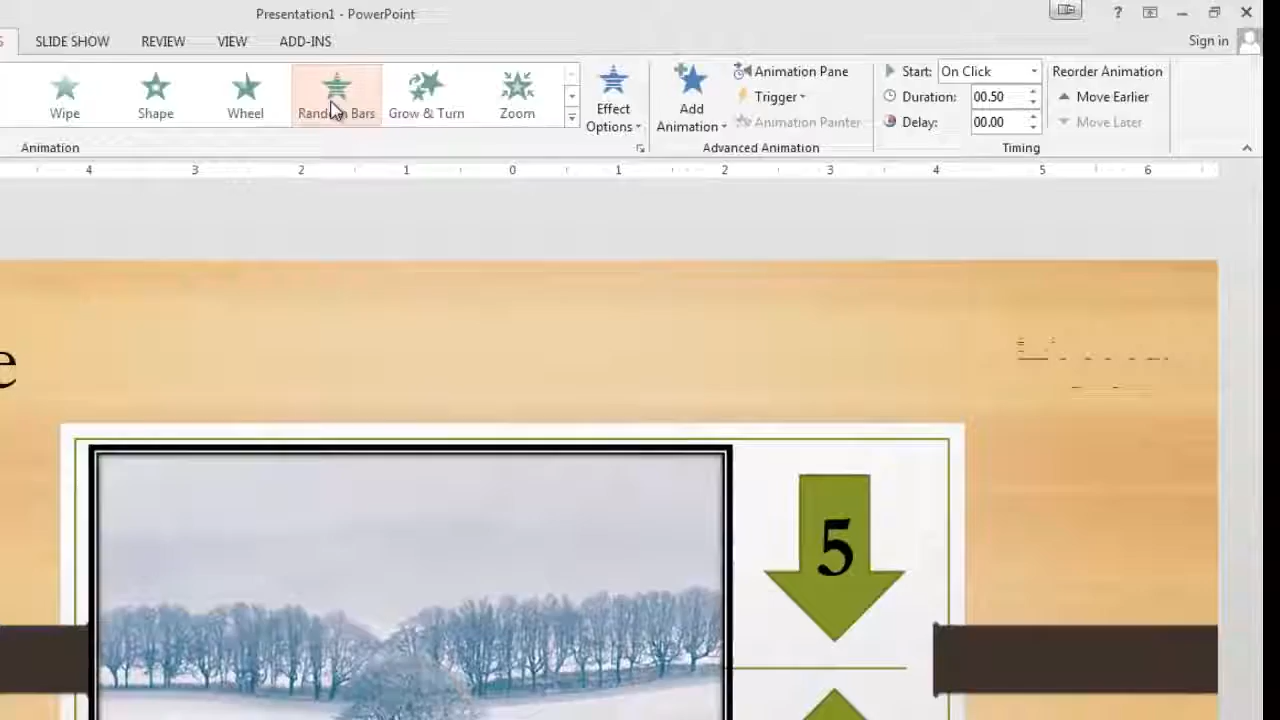 Presentation1 - PowerPoint
SLIDE SHOW REVIEW VIEW ADD-INS Sign in
Wipe Shape Wheel Random Bars Grow & Turn Zoom
Effect Options
Add Animation
Animation Pane
Trigger
Animation Painter
Start: On Click
Duration: 00.50
Delay: 00.00
Reorder Animation
Move Earlier
Move Later
Animation Advanced Animation Timing
4 3 2 1 0 1 2 3 4 5 6
e
5